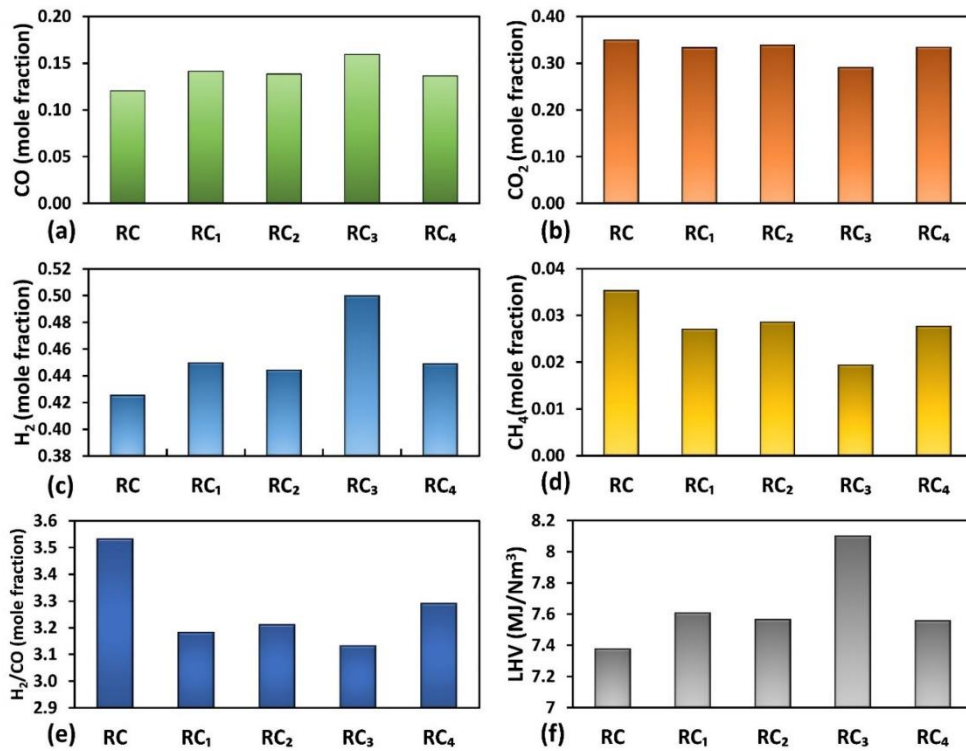 CO (mole fraction)
0.20
0.15
0.10
0.05
0.00
(a)
RC
RC₁
RC₂
RC₃
RC₄
CO₂ (mole fraction)
0.40
0.30
0.20
0.10
0.00
(b)
RC
RC₁
RC₂
RC₃
RC₄
H₂ (mole fraction)
0.52
0.50
0.48
0.46
0.44
0.42
0.40
0.38
(c)
RC
RC₁
RC₂
RC₃
RC₄
CH₄(mole fraction)
0.04
0.03
0.02
0.01
0.00
(d)
RC
RC₁
RC₂
RC₃
RC₄
H₂/CO (mole fraction)
3.6
3.5
3.4
3.3
3.2
3.1
3.0
2.9
(e)
RC
RC₁
RC₂
RC₃
RC₄
LHV (MJ/Nm³)
8.2
8
7.8
7.6
7.4
7.2
7
(f)
RC
RC₁
RC₂
RC₃
RC₄